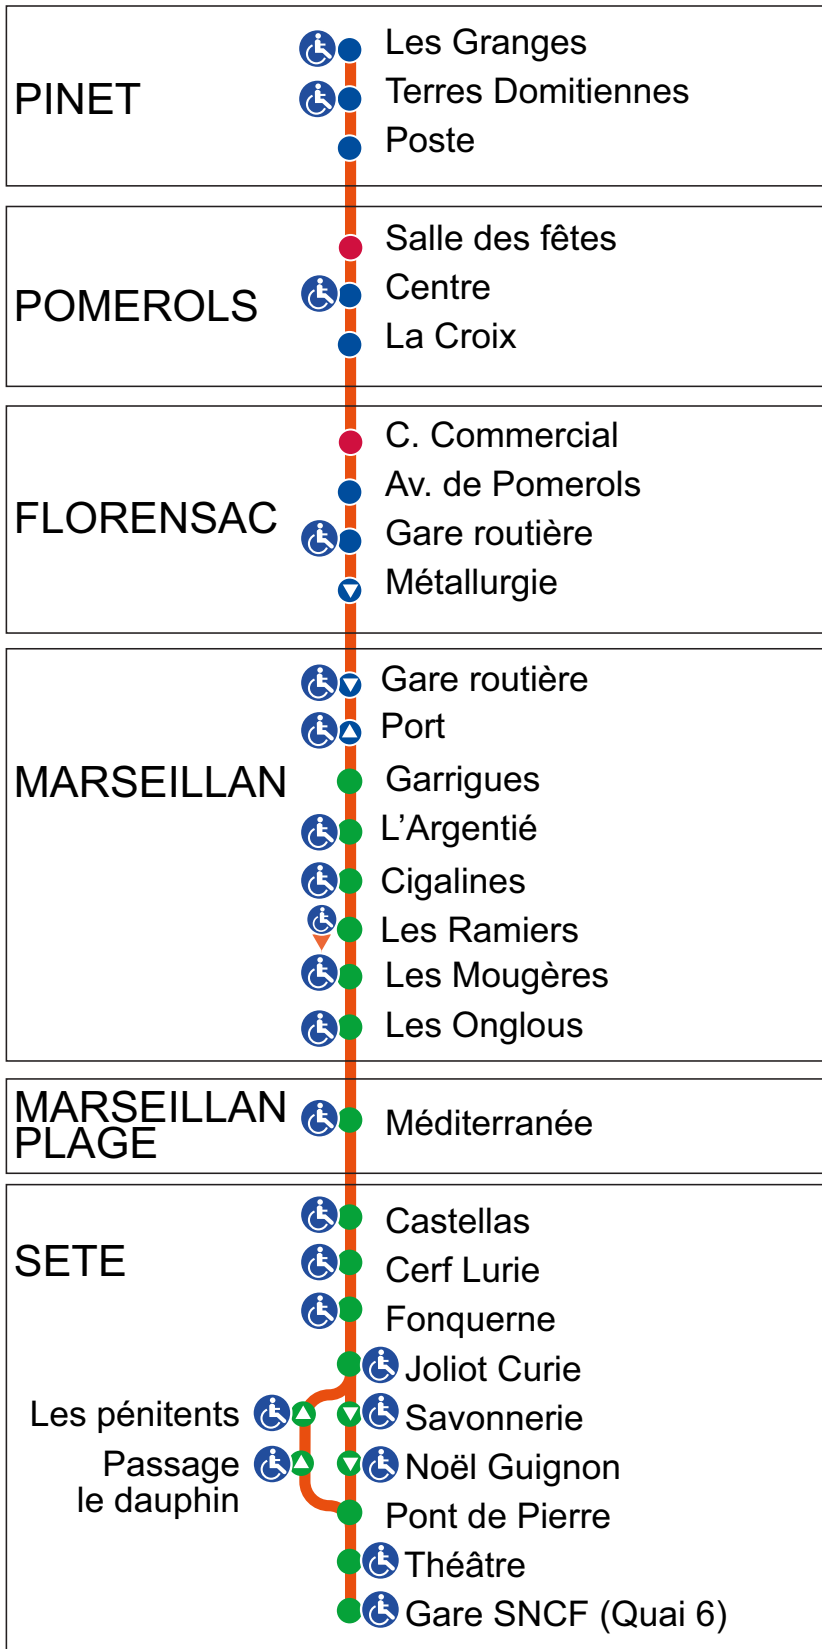 PINET
Les Granges
Terres Domitiennes
Poste
POMEROLS
Salle des fêtes
Centre
La Croix
FLORENSAC
C. Commercial
Av. de Pomerols
Gare routière
Métallurgie
MARSEILLAN
Gare routière
Port
Garrigues
L’Argentié
Cigalines
Les Ramiers
Les Mougères
Les Onglous
MARSEILLAN
PLAGE
Méditerranée
SETE
Castellas
Cerf Lurie
Fonquerne
Joliot Curie
Les pénitents
Savonnerie
Passage
le dauphin
Noël Guignon
Pont de Pierre
Théâtre
Gare SNCF (Quai 6)